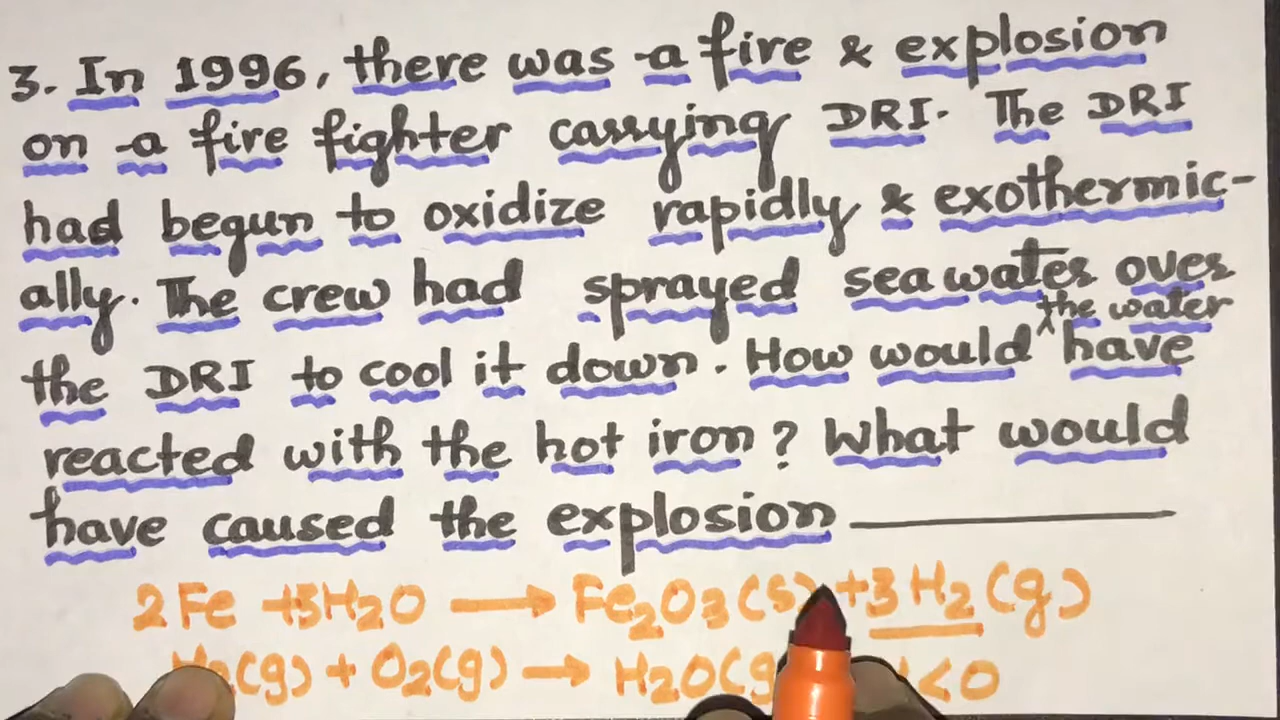 3. In 1996, there was a fire & explosion
on a fire fighter carrying DRI. The DRI
had begun to oxidize rapidly & exothermic-
ally. The crew had sprayed sea water over
the water
the DRI to cool it down. How would have
reacted with the hot iron? What would
have caused the explosion
2Fe + 3H2O → Fe2O3(s) + 3H2(g)
(g) + O2(g) → H2O(g <0